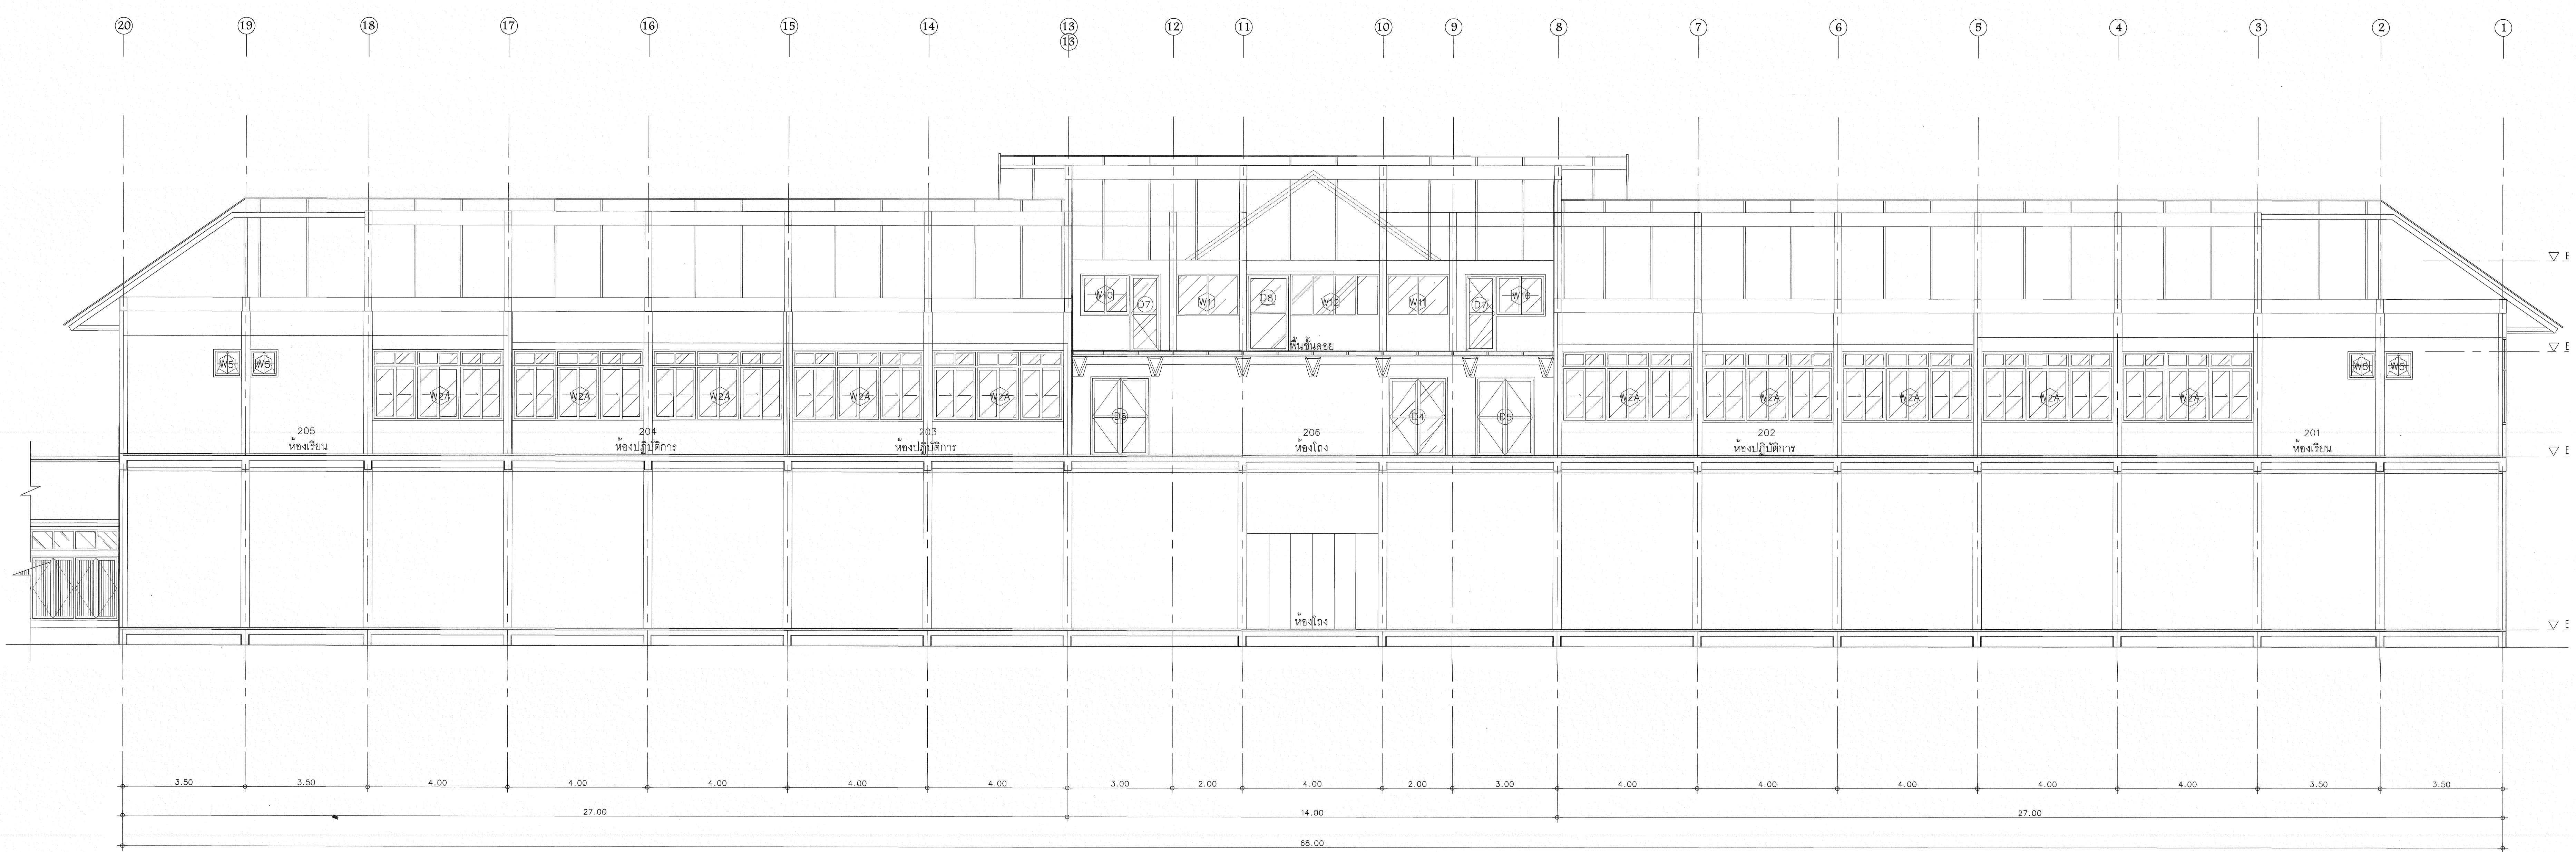 20 19 18 17 16 15 14 13 12 11 10 9 8 7 6 5 4 3 2 1
13
W10 D7 W11 D8 W12 W11 D7 W10
พื้นชั้นลอย
W5 W5 W5 W5
W2A W2A W2A W2A W2A W2A W2A W2A W2A W2A
D5 D4 D5
205 204 203 206 202 201
ห้องเรียน ห้องปฏิบัติการ ห้องปฏิบัติการ ห้องโถง ห้องปฏิบัติการ ห้องเรียน
ห้องโถง
3.50 3.50 4.00 4.00 4.00 4.00 4.00 3.00 2.00 4.00 2.00 3.00 4.00 4.00 4.00 4.00 4.00 3.50 3.50
27.00 14.00 27.00
68.00